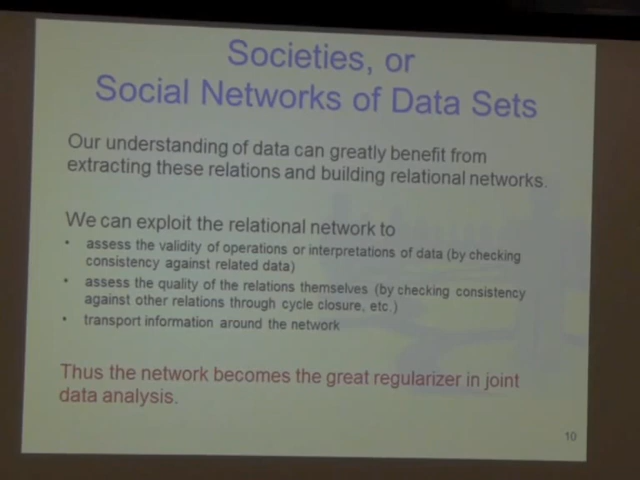 Societies, or
Social Networks of Data Sets
Our understanding of data can greatly benefit from
extracting these relations and building relational networks.
We can exploit the relational network to
• assess the validity of operations or interpretations of data (by checking
consistency against related data)
• assess the quality of the relations themselves (by checking consistency
against other relations through cycle closure, etc.)
• transport information around the network
Thus the network becomes the great regularizer in joint
data analysis.
10